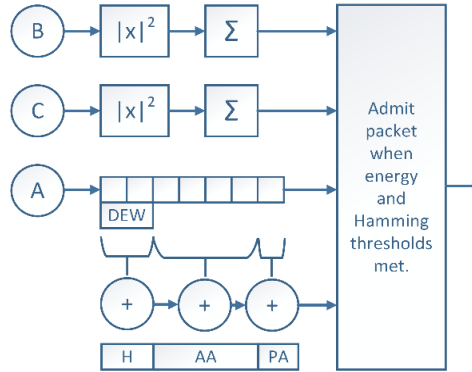 B
|x|²
Σ
C
|x|²
Σ
A
DEW
+
+
+
H
AA
PA
Admit
packet
when
energy
and
Hamming
thresholds
met.